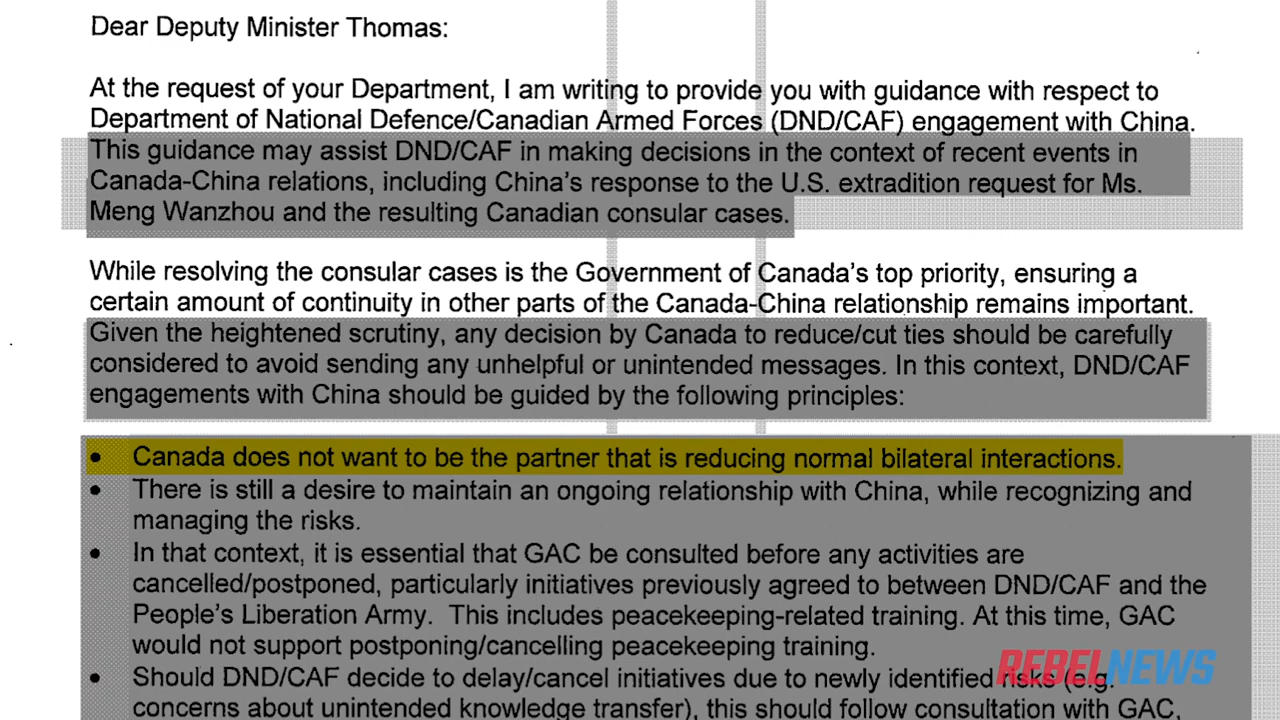 Dear Deputy Minister Thomas:
At the request of your Department, I am writing to provide you with guidance with respect to
Department of National Defence/Canadian Armed Forces (DND/CAF) engagement with China.
This guidance may assist DND/CAF in making decisions in the context of recent events in
Canada-China relations, including China's response to the U.S. extradition request for Ms.
Meng Wanzhou and the resulting Canadian consular cases.
While resolving the consular cases is the Government of Canada's top priority, ensuring a
certain amount of continuity in other parts of the Canada-China relationship remains important.
Given the heightened scrutiny, any decision by Canada to reduce/cut ties should be carefully
considered to avoid sending any unhelpful or unintended messages. In this context, DND/CAF
engagements with China should be guided by the following principles:
• Canada does not want to be the partner that is reducing normal bilateral interactions.
• There is still a desire to maintain an ongoing relationship with China, while recognizing and
managing the risks.
• In that context, it is essential that GAC be consulted before any activities are
cancelled/postponed, particularly initiatives previously agreed to between DND/CAF and the
People's Liberation Army. This includes peacekeeping-related training. At this time, GAC
would not support postponing/cancelling peacekeeping training.
• Should DND/CAF decide to delay/cancel initiatives due to newly identified risks (e.g.
concerns about unintended knowledge transfer), this should follow consultation with GAC,
REBELNEWS